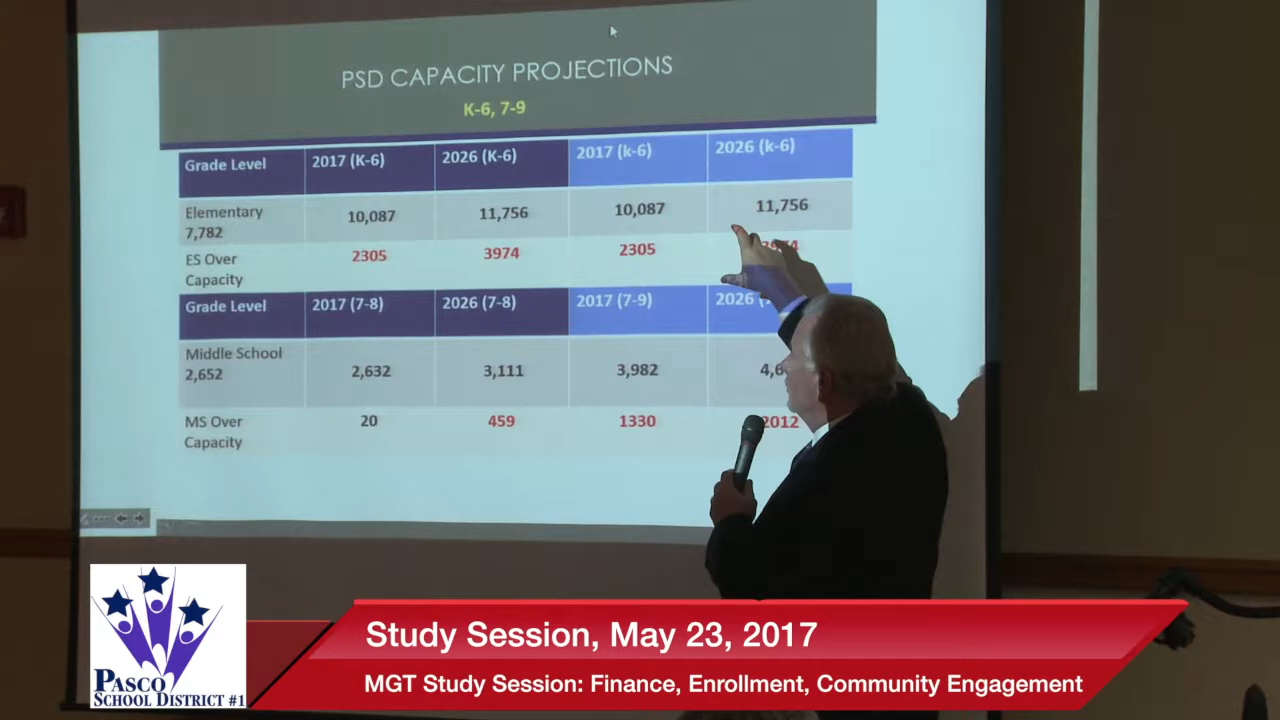 PSD CAPACITY PROJECTIONS
K-6, 7-9
Grade Level 2017 (K-6) 2026 (K-6) 2017 (k-6) 2026 (k-6)
Elementary
7,782 10,087 11,756 10,087 11,756
ES Over
Capacity 2305 3974 2305
Grade Level 2017 (7-8) 2026 (7-8) 2017 (7-9) 2026
Middle School
2,652 2,632 3,111 3,982
MS Over
Capacity 20 459 1330 2012
Study Session, May 23, 2017
MGT Study Session: Finance, Enrollment, Community Engagement
PASCO
SCHOOL DISTRICT #1